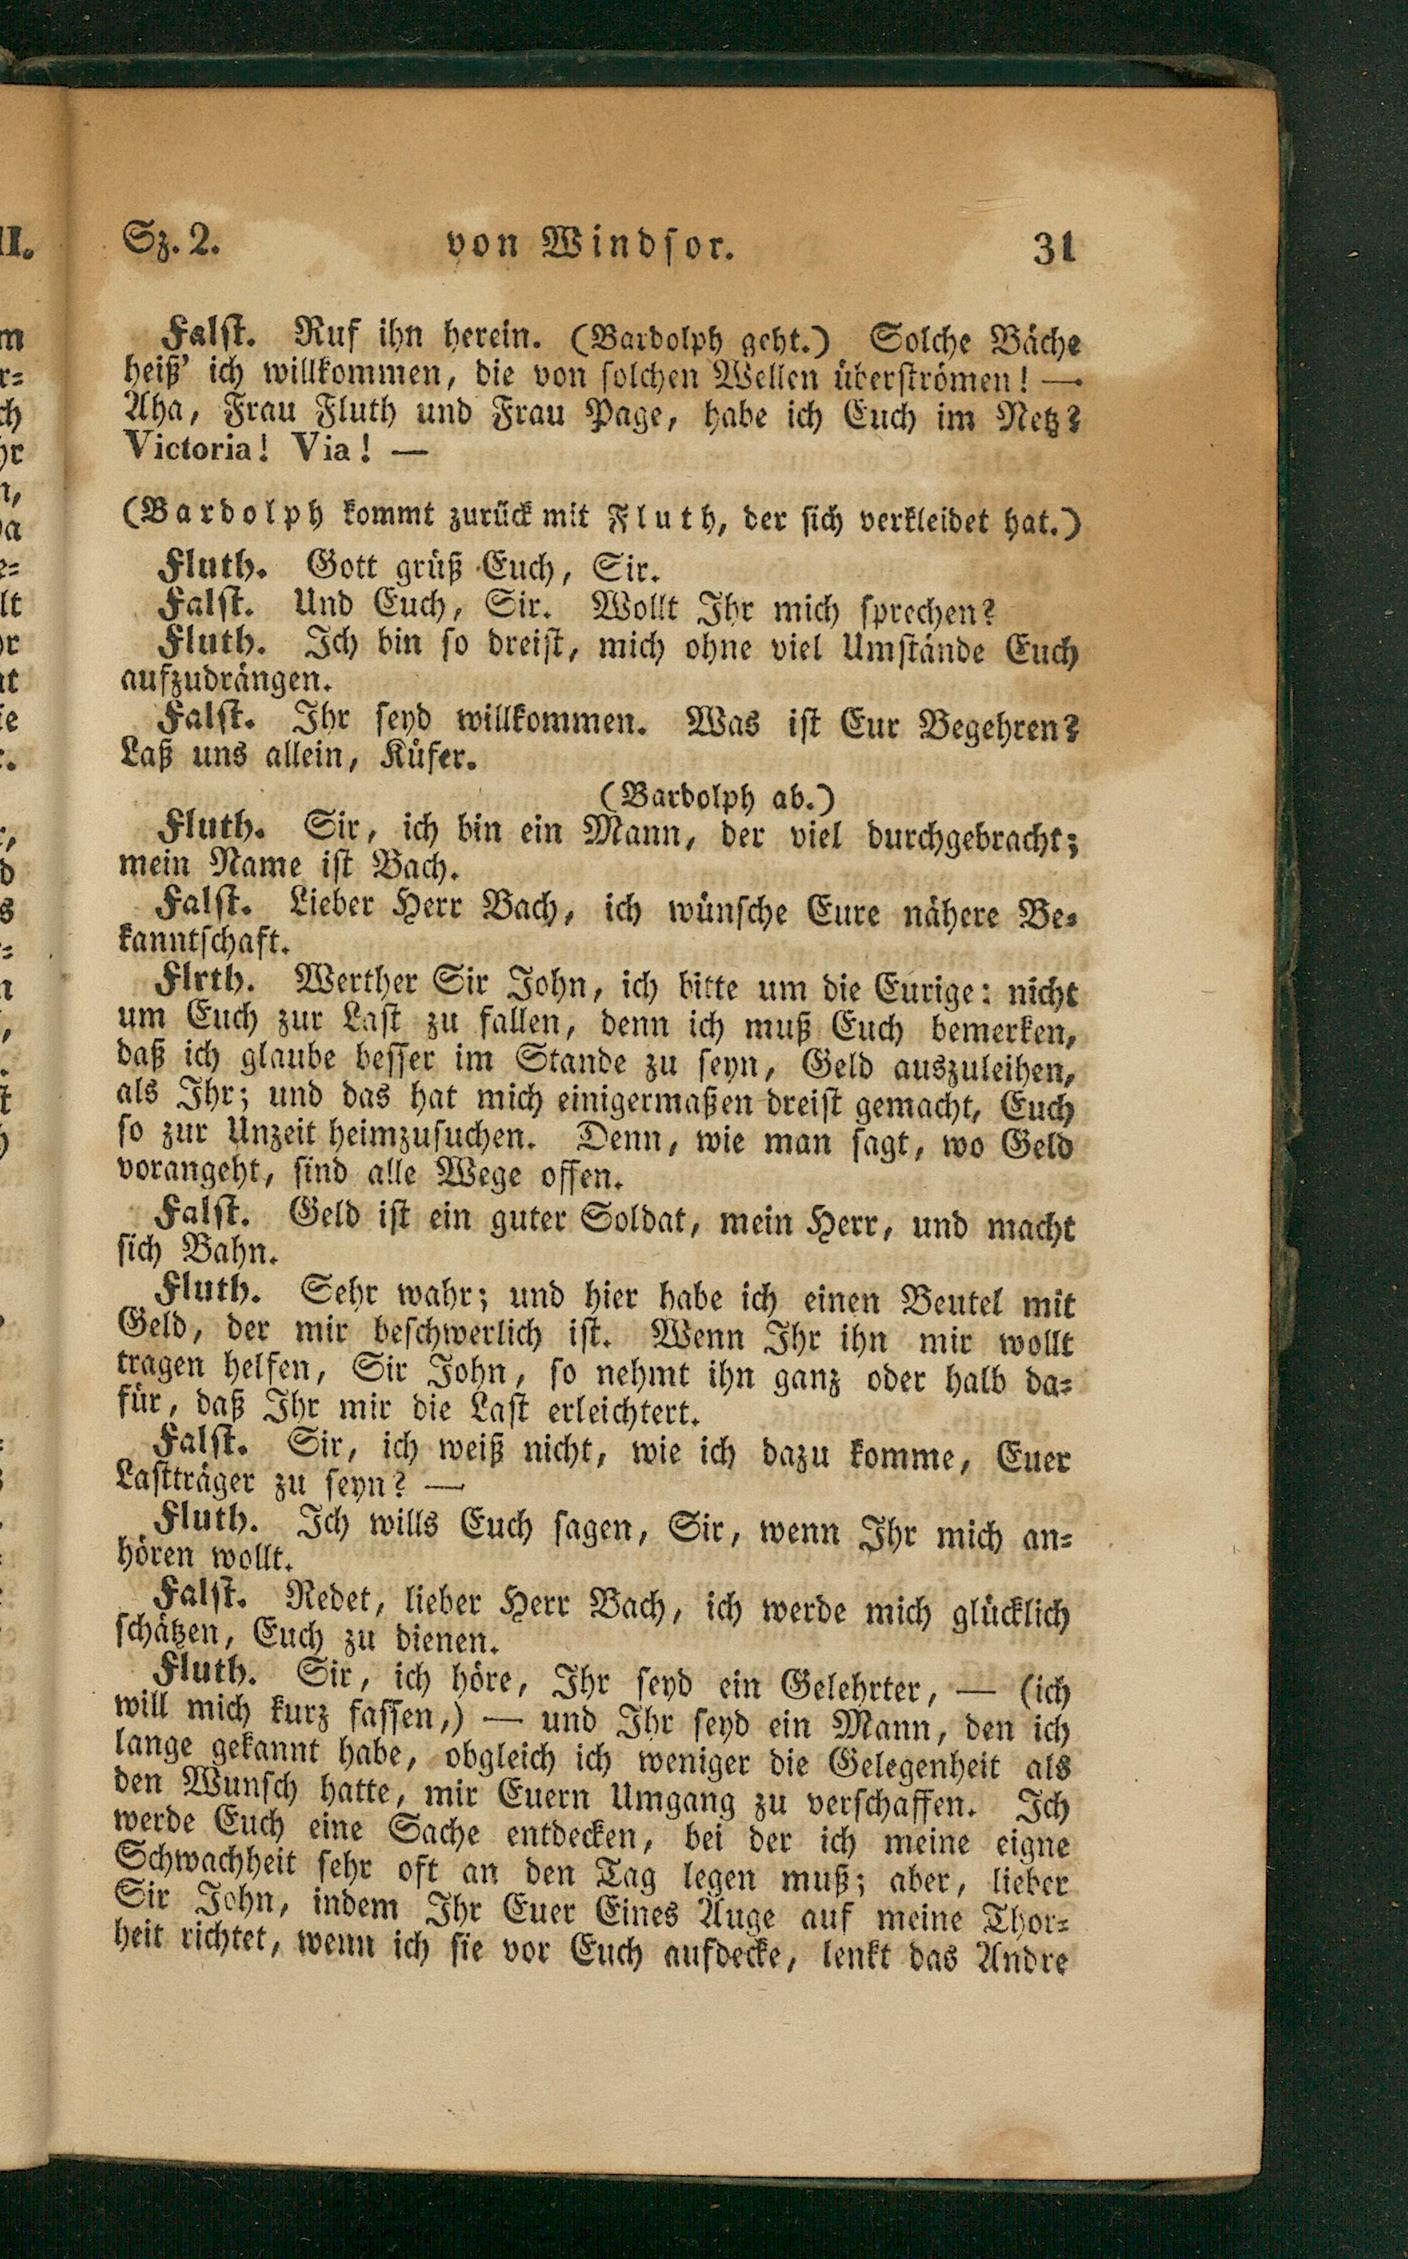 Sz. 2. von Windsor. 31
Falst. Ruf ihn herein. (Bardolph geht.) Solche Bäche
heiß' ich willkommen, die von solchen Wellen überströmen! —
Aha, Frau Fluth und Frau Page, habe ich Euch im Netz?
Victoria! Via! —
(Bardolph kommt zurück mit Fluth, der sich verkleidet hat.)
Fluth. Gott grüß Euch, Sir.
Falst. Und Euch, Sir. Wollt Ihr mich sprechen?
Fluth. Ich bin so dreist, mich ohne viel Umstände Euch
aufzudrängen.
Falst. Ihr seyd willkommen. Was ist Eur Begehren?
Laß uns allein, Küfer.
(Bardolph ab.)
Fluth. Sir, ich bin ein Mann, der viel durchgebracht;
mein Name ist Bach.
Falst. Lieber Herr Bach, ich wünsche Eure nähere Be-
kanntschaft.
Flrth. Werther Sir John, ich bitte um die Eurige: nicht
um Euch zur Last zu fallen, denn ich muß Euch bemerken,
daß ich glaube besser im Stande zu seyn, Geld auszuleihen,
als Ihr; und das hat mich einigermaßen dreist gemacht, Euch
so zur Unzeit heimzusuchen. Denn, wie man sagt, wo Geld
vorangeht, sind alle Wege offen.
Falst. Geld ist ein guter Soldat, mein Herr, und macht
sich Bahn.
Fluth. Sehr wahr; und hier habe ich einen Beutel mit
Geld, der mir beschwerlich ist. Wenn Ihr ihn mir wollt
tragen helfen, Sir John, so nehmt ihn ganz oder halb da-
für, daß Ihr mir die Last erleichtert.
Falst. Sir, ich weiß nicht, wie ich dazu komme, Euer
Lastträger zu seyn? —
Fluth. Ich wills Euch sagen, Sir, wenn Ihr mich an-
hören wollt.
Falst. Redet, lieber Herr Bach, ich werde mich glücklich
schätzen, Euch zu dienen.
Fluth. Sir, ich höre, Ihr seyd ein Gelehrter, — (ich
will mich kurz fassen,) — und Ihr seyd ein Mann, den ich
lange gekannt habe, obgleich ich weniger die Gelegenheit als
den Wunsch hatte, mir Euern Umgang zu verschaffen. Ich
werde Euch eine Sache entdecken, bei der ich meine eigne
Schwachheit sehr oft an den Tag legen muß; aber, lieber
Sir John, indem Ihr Euer Eines Auge auf meine Thor-
heit richtet, wenn ich sie vor Euch aufdecke, lenkt das Andre